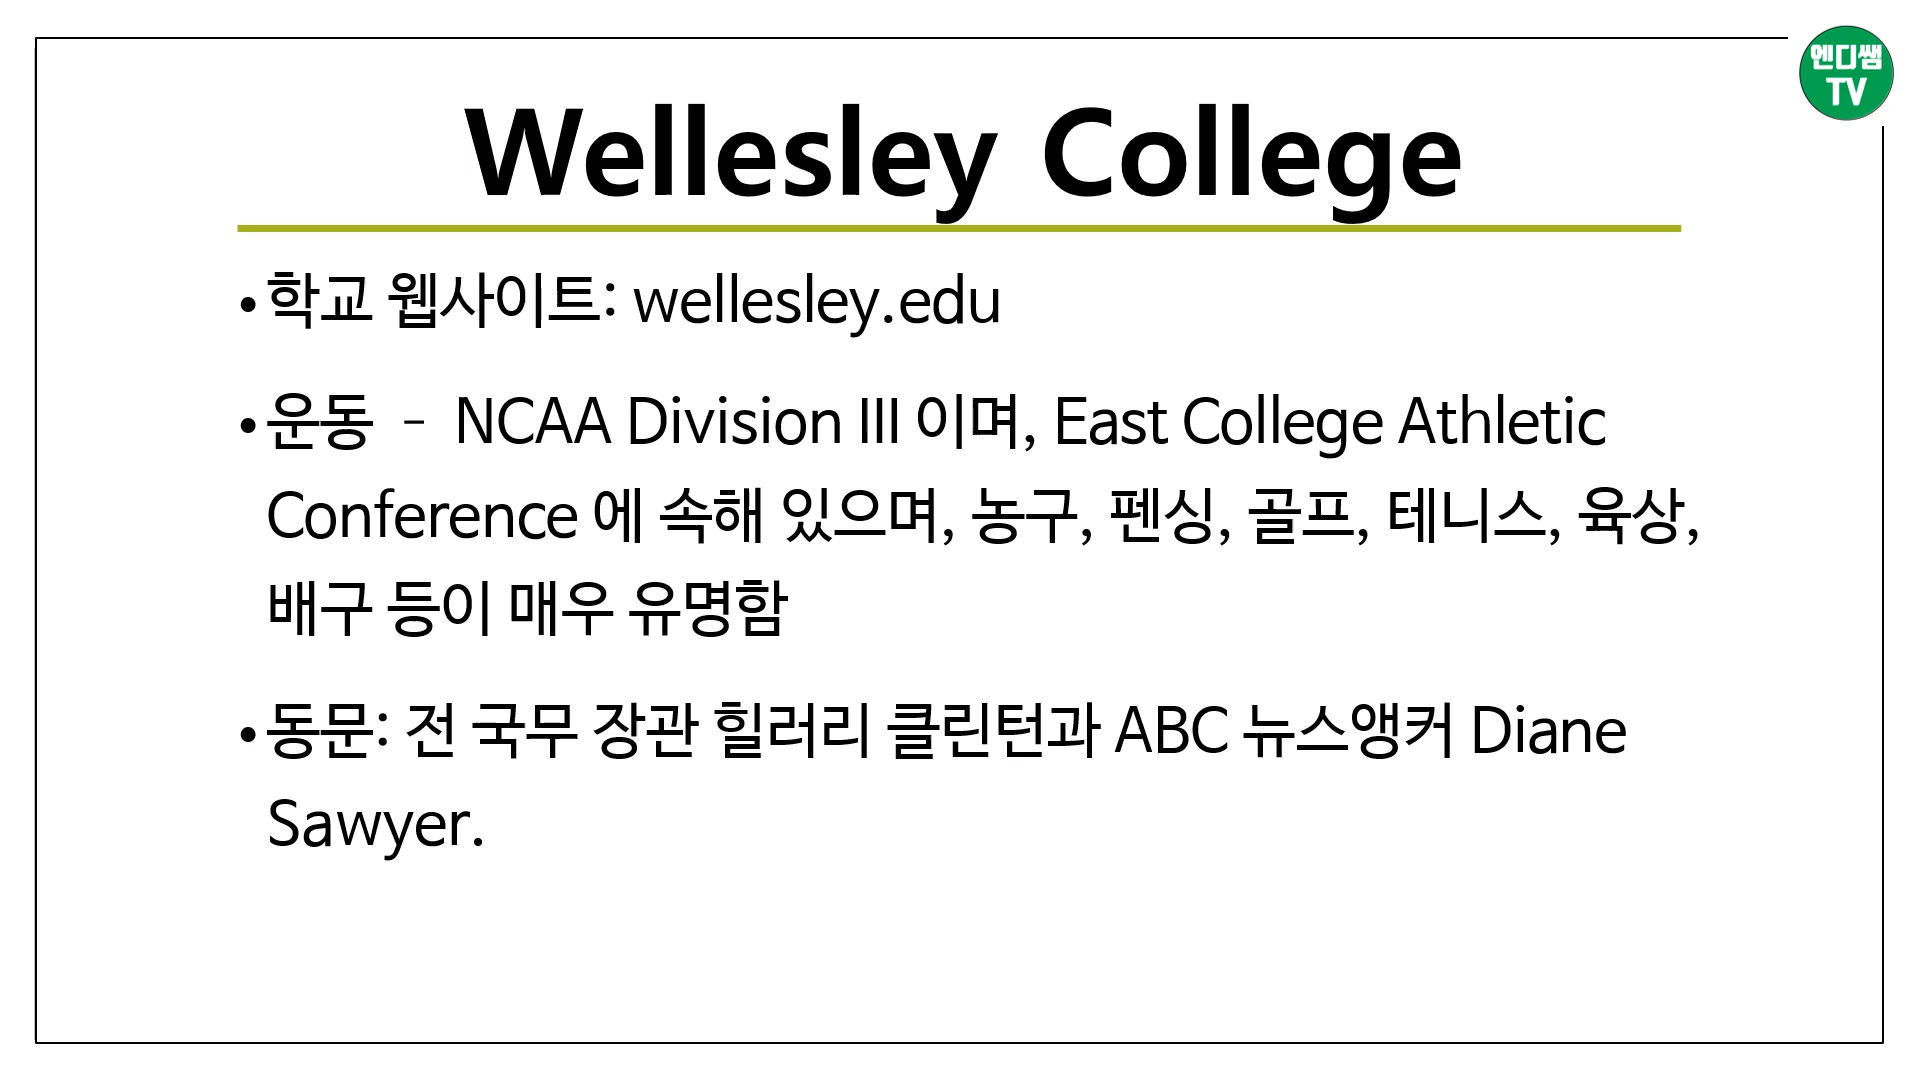 엔디쌤
TV
Wellesley College
• 학교 웹사이트: wellesley.edu
• 운동 – NCAA Division III 이며, East College Athletic
Conference 에 속해 있으며, 농구, 펜싱, 골프, 테니스, 육상,
배구 등이 매우 유명함
• 동문: 전 국무 장관 힐러리 클린턴과 ABC 뉴스앵커 Diane
Sawyer.